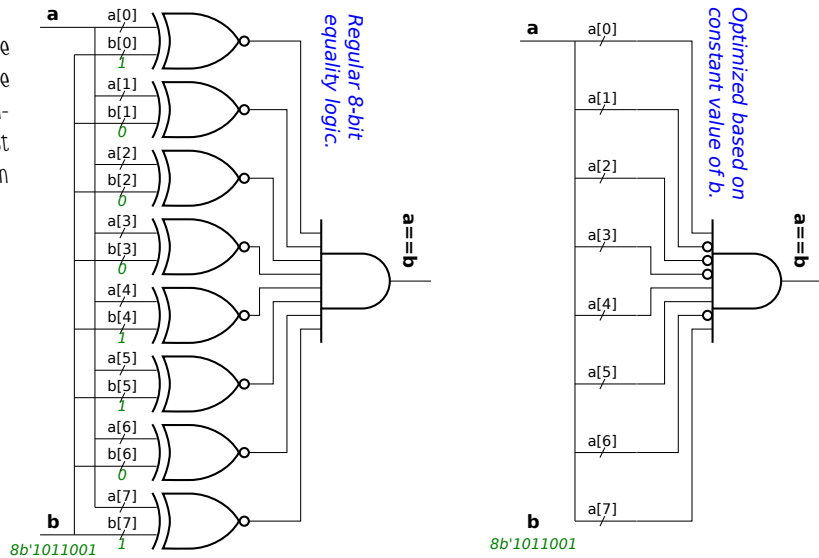 e
e
-
t
n
a
a[0]
b[0]
1
a[1]
b[1]
0
a[2]
b[2]
0
a[3]
b[3]
0
a[4]
b[4]
1
a[5]
b[5]
1
a[6]
b[6]
0
a[7]
b[7]
1
b
8b'1011001
Regular 8-bit
equality logic.
a==b
a
a[0]
a[1]
a[2]
a[3]
a[4]
a[5]
a[6]
a[7]
b
8b'1011001
Optimized based on
constant value of b.
a==b